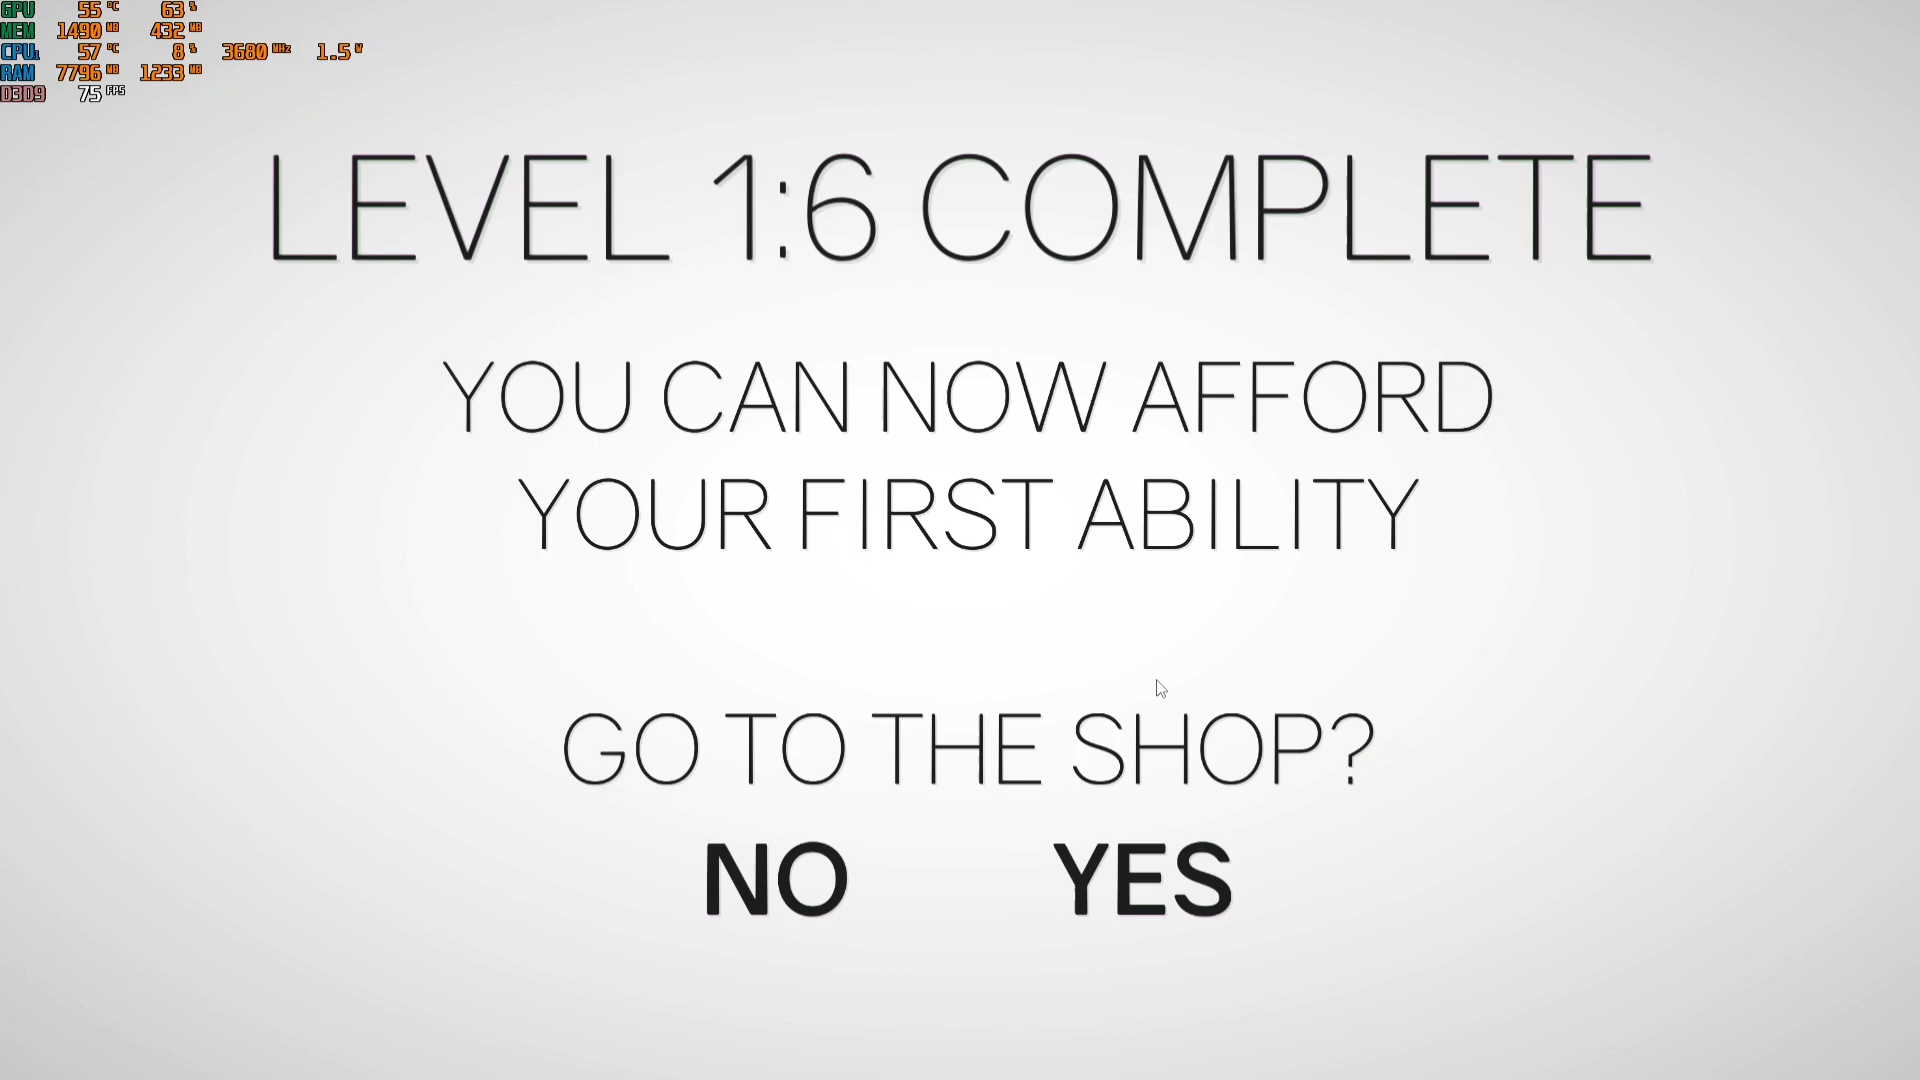 GPU 55 °C 63 %
MEM 1490 MB 432 MB
CPU1 57 °C 8 % 3680 MHz 1.5 W
RAM 7796 MB 1233 MB
D3D9 75 FPS
LEVEL 1:6 COMPLETE
YOU CAN NOW AFFORD
YOUR FIRST ABILITY
GO TO THE SHOP?
NO YES